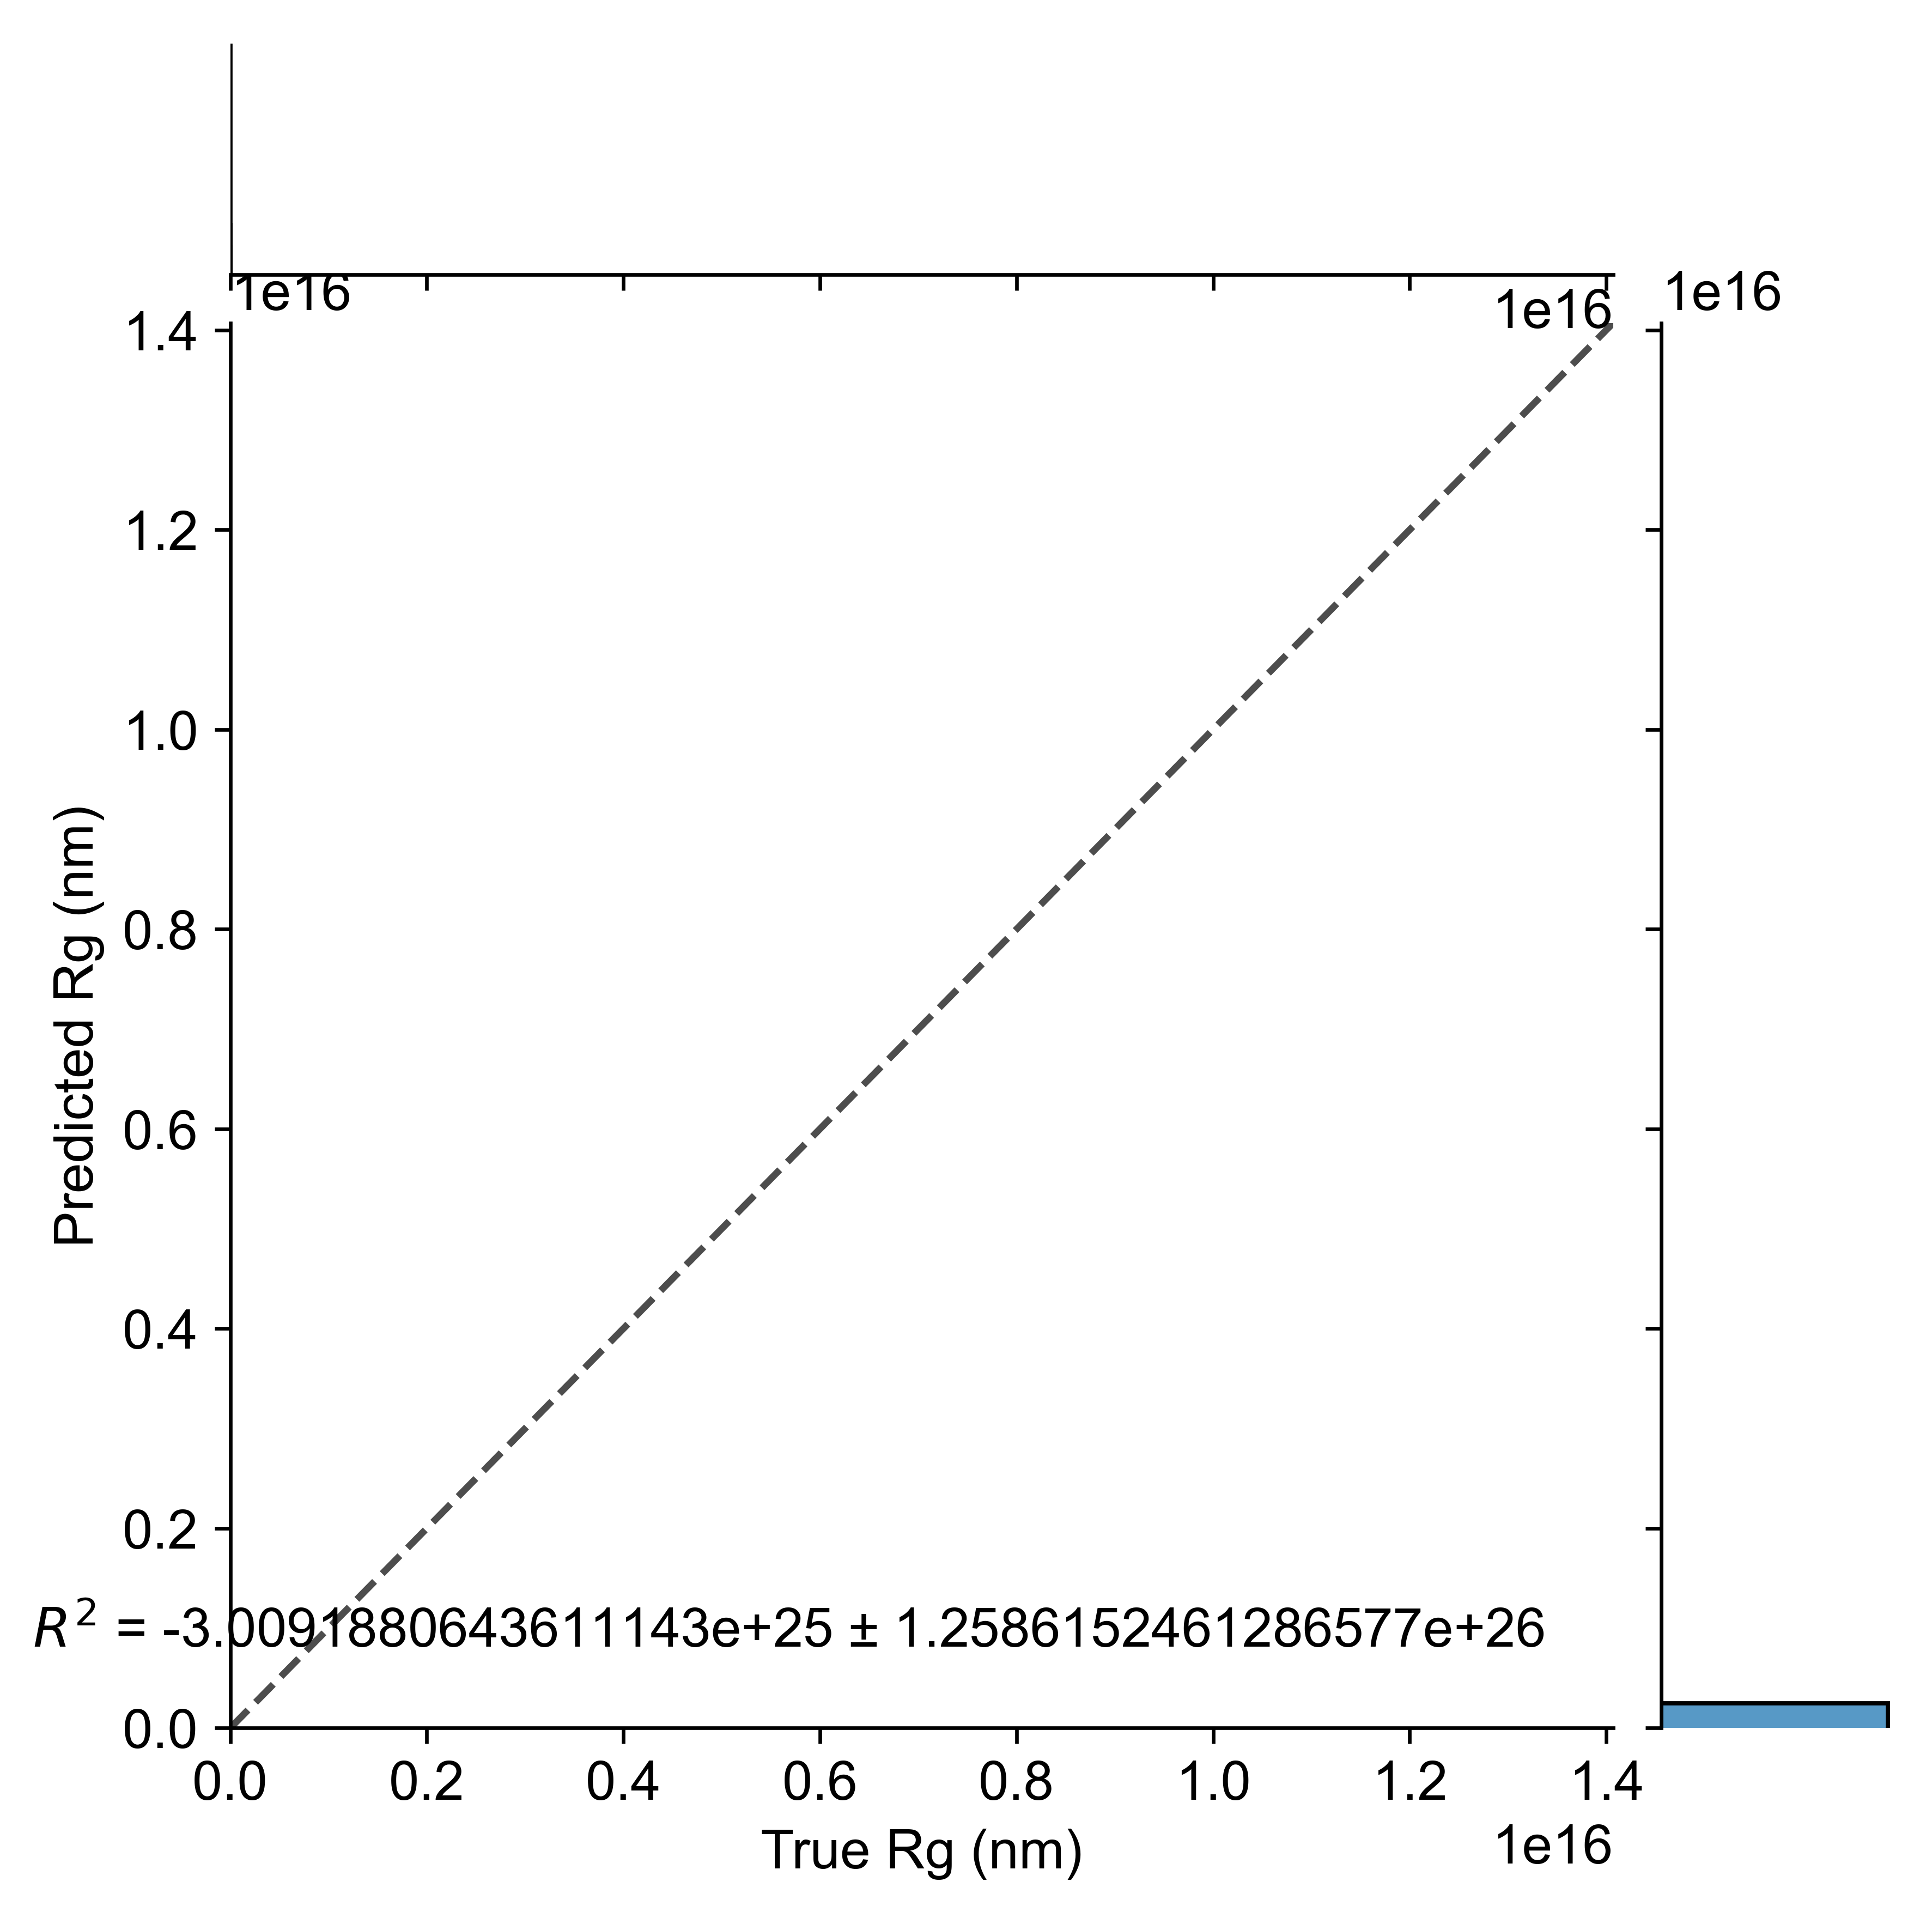 1e16
1e16
1e16
1.4
1.2
1.0
0.8
0.6
0.4
0.2
0.0
Predicted Rg (nm)
R² = -3.0091880643611143e+25 ± 1.2586152461286577e+26
0.0 0.2 0.4 0.6 0.8 1.0 1.2 1.4
True Rg (nm)
1e16